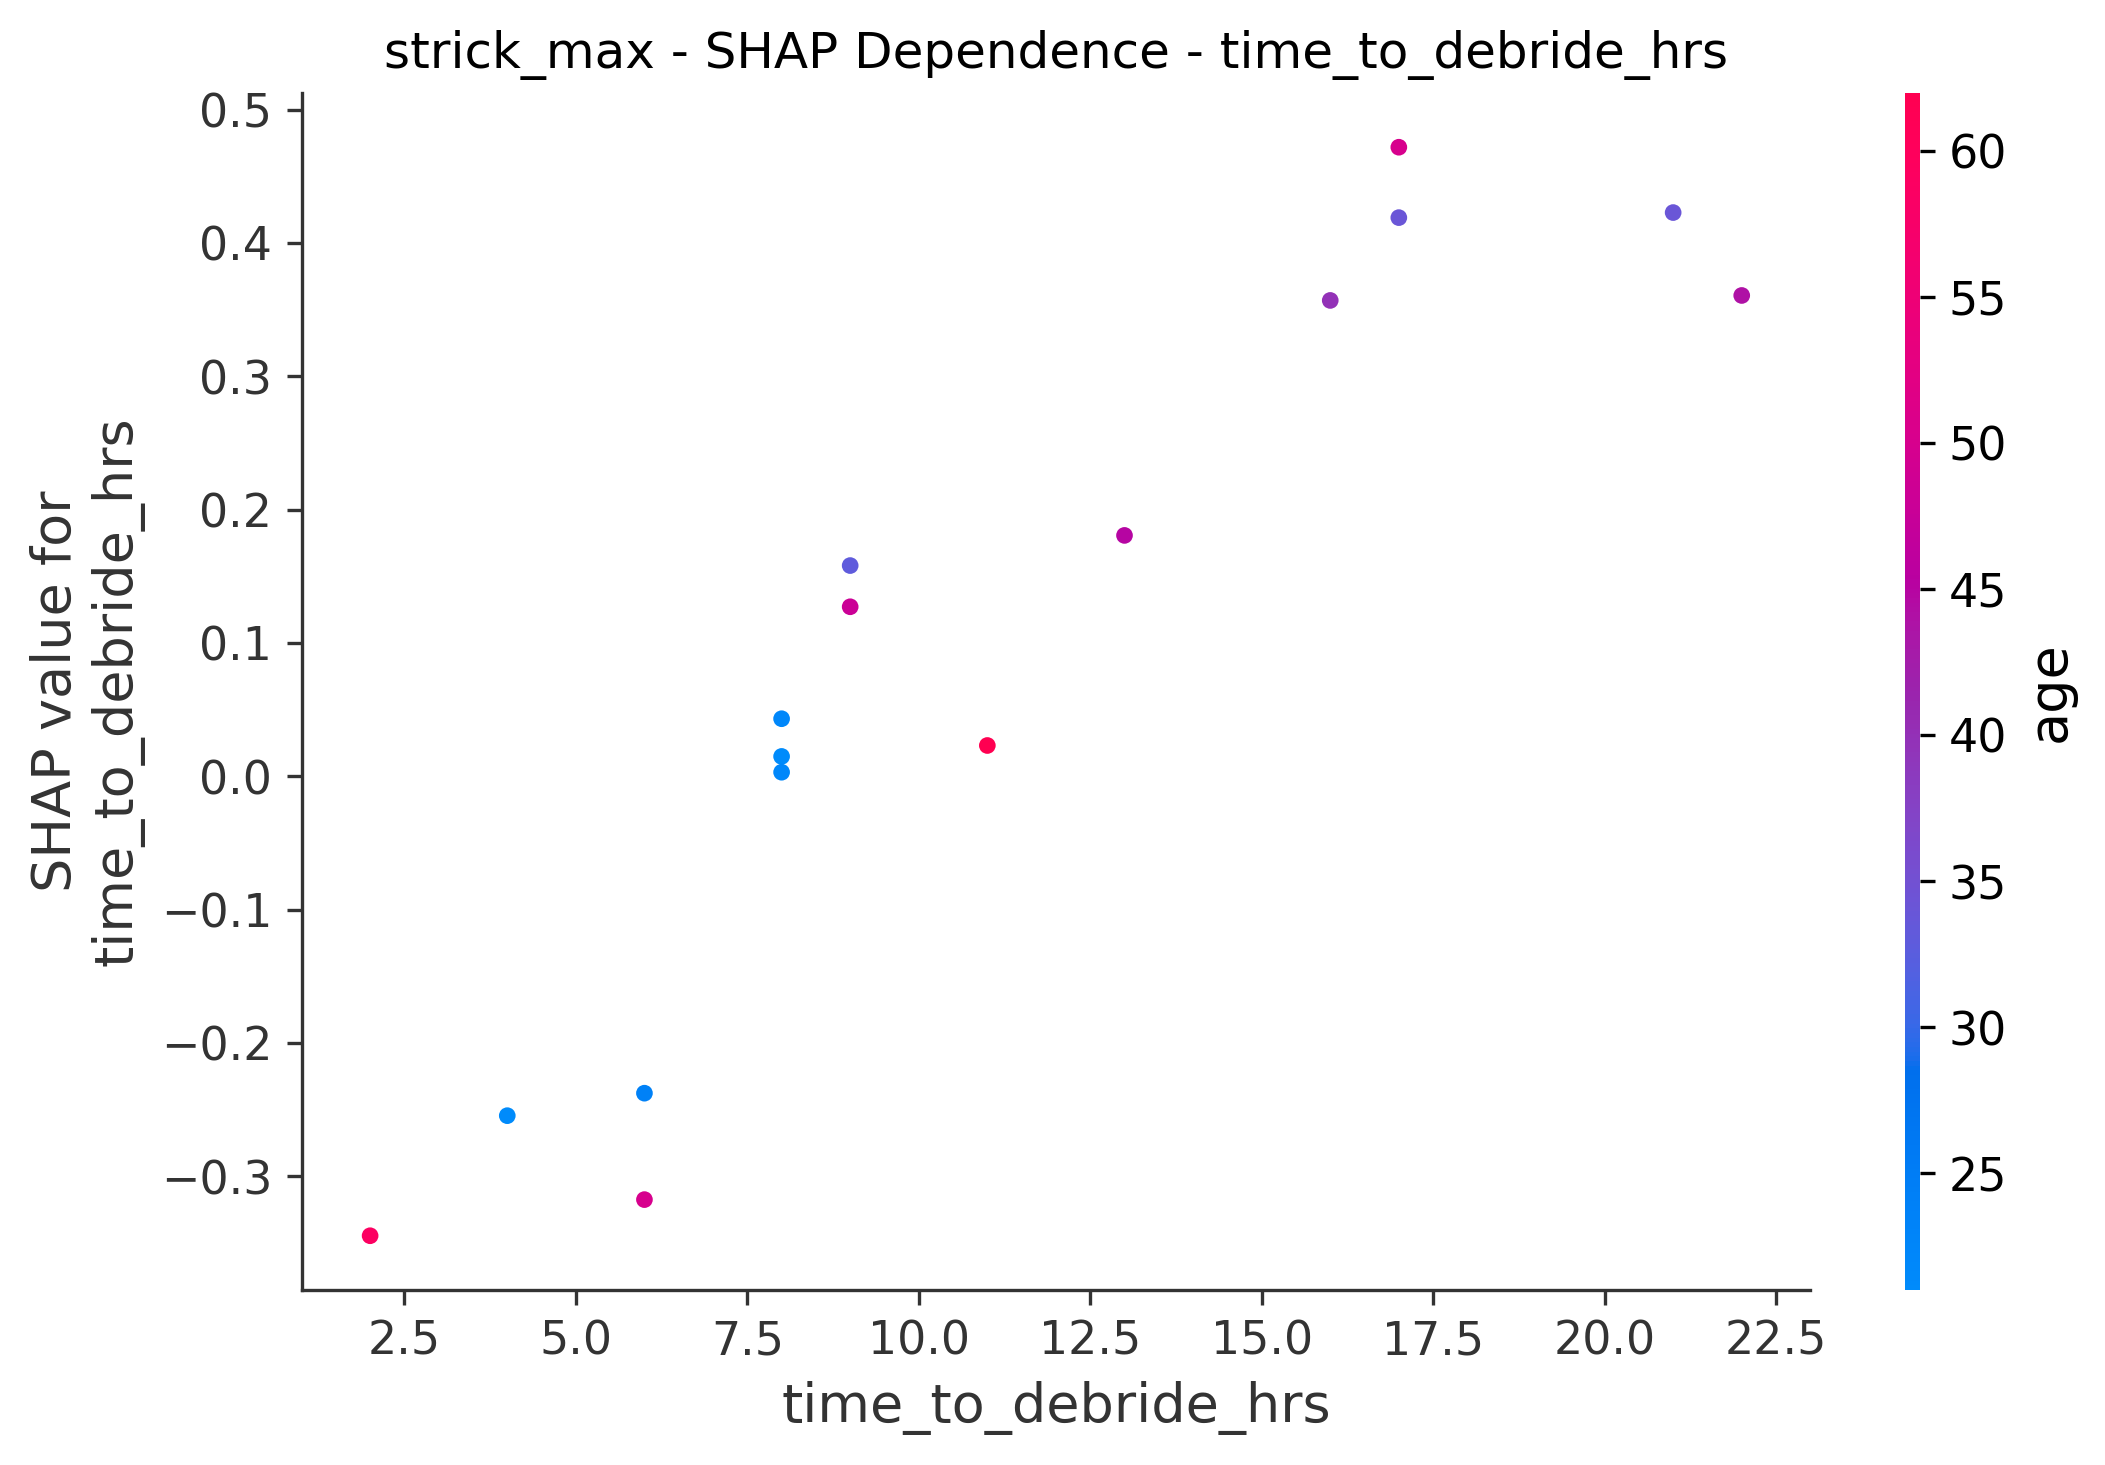 strick_max - SHAP Dependence - time_to_debride_hrs
SHAP value for
time_to_debride_hrs
0.5
0.4
0.3
0.2
0.1
0.0
−0.1
−0.2
−0.3
2.5 5.0 7.5 10.0 12.5 15.0 17.5 20.0 22.5
time_to_debride_hrs
60
55
50
45
40
35
30
25
age